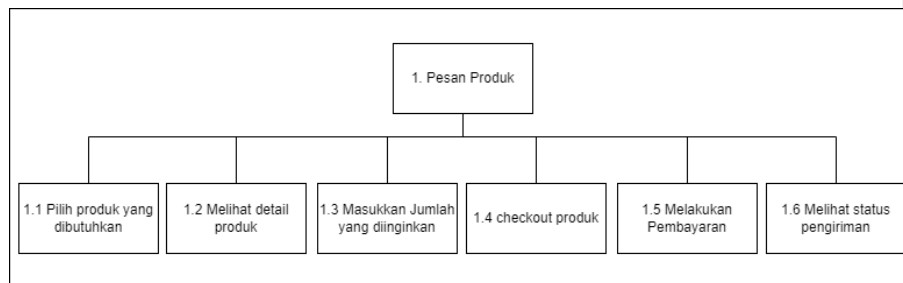 1. Pesan Produk
1.1 Pilih produk yang
dibutuhkan
1.2 Melihat detail
produk
1.3 Masukkan Jumlah
yang diinginkan
1.4 checkout produk
1.5 Melakukan
Pembayaran
1.6 Melihat status
pengiriman